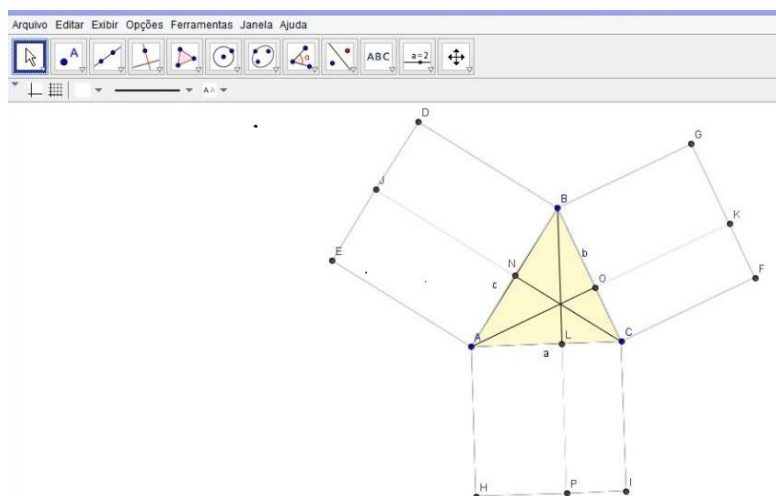 Arquivo Editar Exibir Opções Ferramentas Janela Ajuda
A α ABC a=2
A A
D
G
J
B
K
E
N
b
F
c
O
A
L
C
a
H
P
I